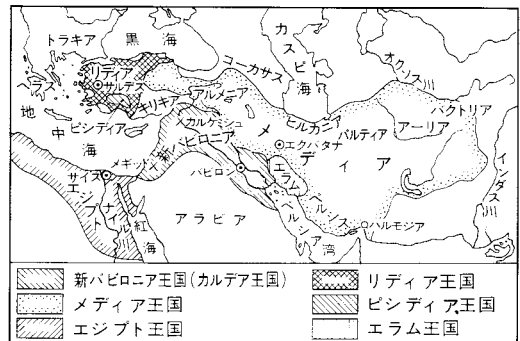 トラキア
黒海
コーカサス
カスピ海
オクソス川
ヘラス
リディア
サルデス
アルメニア
キリキア
カルケミシュ
ヒルカニ
パルティア
アーリア
バクトリア
地中海
ピシディア
メディア
エクバタナ
新バビロニア
メギッド
サイス
バビロン
エラム
エジプト
ナイル川
紅海
アラビア
ペルシア湾
ペルシス
ハルモジア
インダス川
新バビロニア王国(カルデア王国)
メディア王国
エジプト王国
リディア王国
ピシディア王国
エラム王国